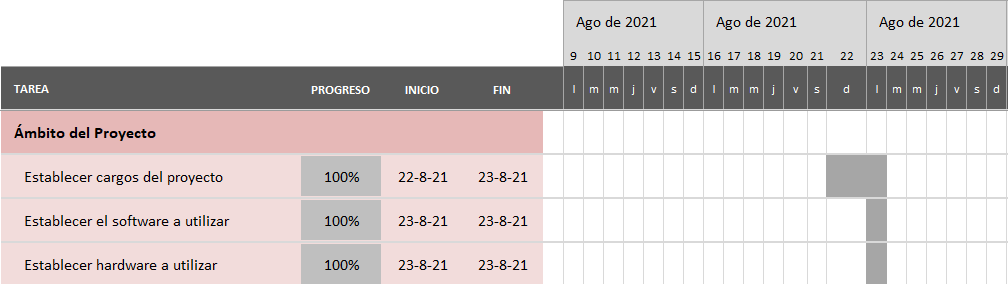 Ago de 2021 Ago de 2021 Ago de 2021
9 10 11 12 13 14 15 16 17 18 19 20 21 22 23 24 25 26 27 28 29
TAREA PROGRESO INICIO FIN l m m j v s d l m m j v s d l m m j v s d
Ámbito del Proyecto
Establecer cargos del proyecto 100% 22-8-21 23-8-21
Establecer el software a utilizar 100% 23-8-21 23-8-21
Establecer hardware a utilizar 100% 23-8-21 23-8-21